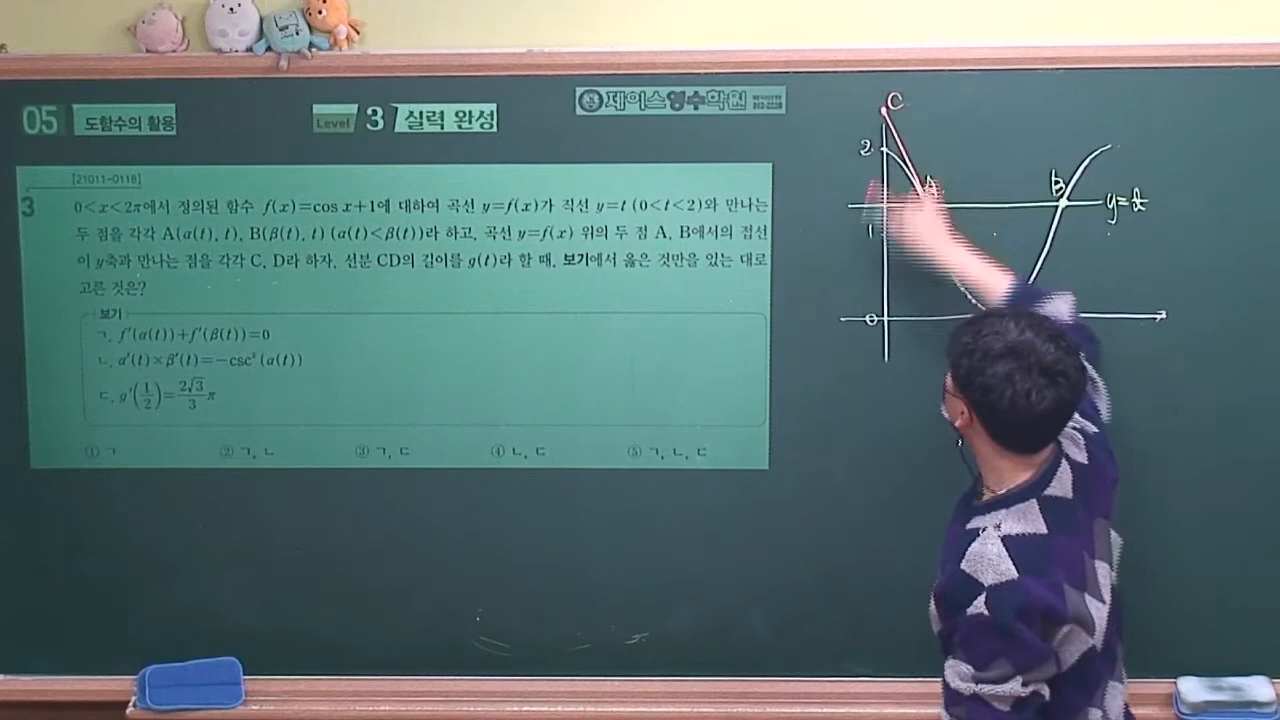 05 도함수의 활용
Level 3 실력 완성
제이스영수학원
[21011-0118]
3
0<x<2π에서 정의된 함수 f(x)=cos x+1에 대하여 곡선 y=f(x)가 직선 y=t (0<t<2)와 만나는
두 점을 각각 A(α(t), t), B(β(t), t) (α(t)<β(t))라 하고, 곡선 y=f(x) 위의 두 점 A, B에서의 접선
이 y축과 만나는 점을 각각 C, D라 하자. 선분 CD의 길이를 g(t)라 할 때, 보기에서 옳은 것만을 있는 대로
고른 것은?
보기
ㄱ. f′(α(t))+f′(β(t))=0
ㄴ. α′(t)×β′(t)=-csc²(α(t))
ㄷ. g′(1/2)=2√3/3 π
① ㄱ ② ㄱ, ㄴ ③ ㄱ, ㄷ ④ ㄴ, ㄷ ⑤ ㄱ, ㄴ, ㄷ
C
2
A
B
y=t
1
0